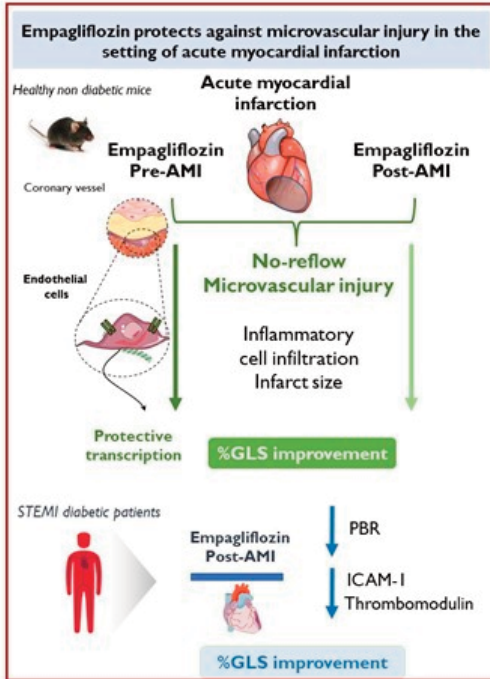 Empagliflozin protects against microvascular injury in the
setting of acute myocardial infarction
Healthy non diabetic mice
Acute myocardial
infarction
Empagliflozin
Pre-AMI
Empagliflozin
Post-AMI
Coronary vessel
Endothelial
cells
No-reflow
Microvascular injury
Inflammatory
cell infiltration
Infarct size
Protective
transcription
%GLS improvement
STEMI diabetic patients
Empagliflozin
Post-AMI
PBR
ICAM-1
Thrombomodulin
%GLS improvement